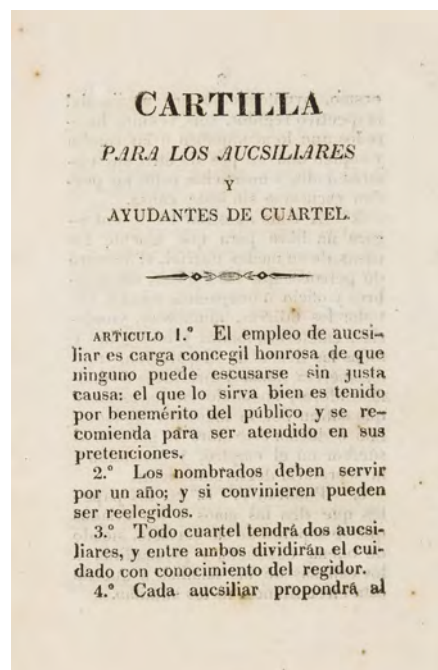 CARTILLA
PARA LOS AUCSILIARES
Y
AYUDANTES DE CUARTEL.
ARTICULO 1.º El empleo de aucsi-
liar es carga concegil honrosa de que
ninguno puede escusarse sin justa
causa: el que lo sirva bien es tenido
por benemérito del público y se re-
comienda para ser atendido en sus
pretenciones.
2.º Los nombrados deben servir
por un año; y si convinieren pueden
ser reelegidos.
3.º Todo cuartel tendrá dos aucsi-
liares, y entre ambos dividirán el cui-
dado con conocimiento del regidor.
4.º Cada aucsiliar propondrá al